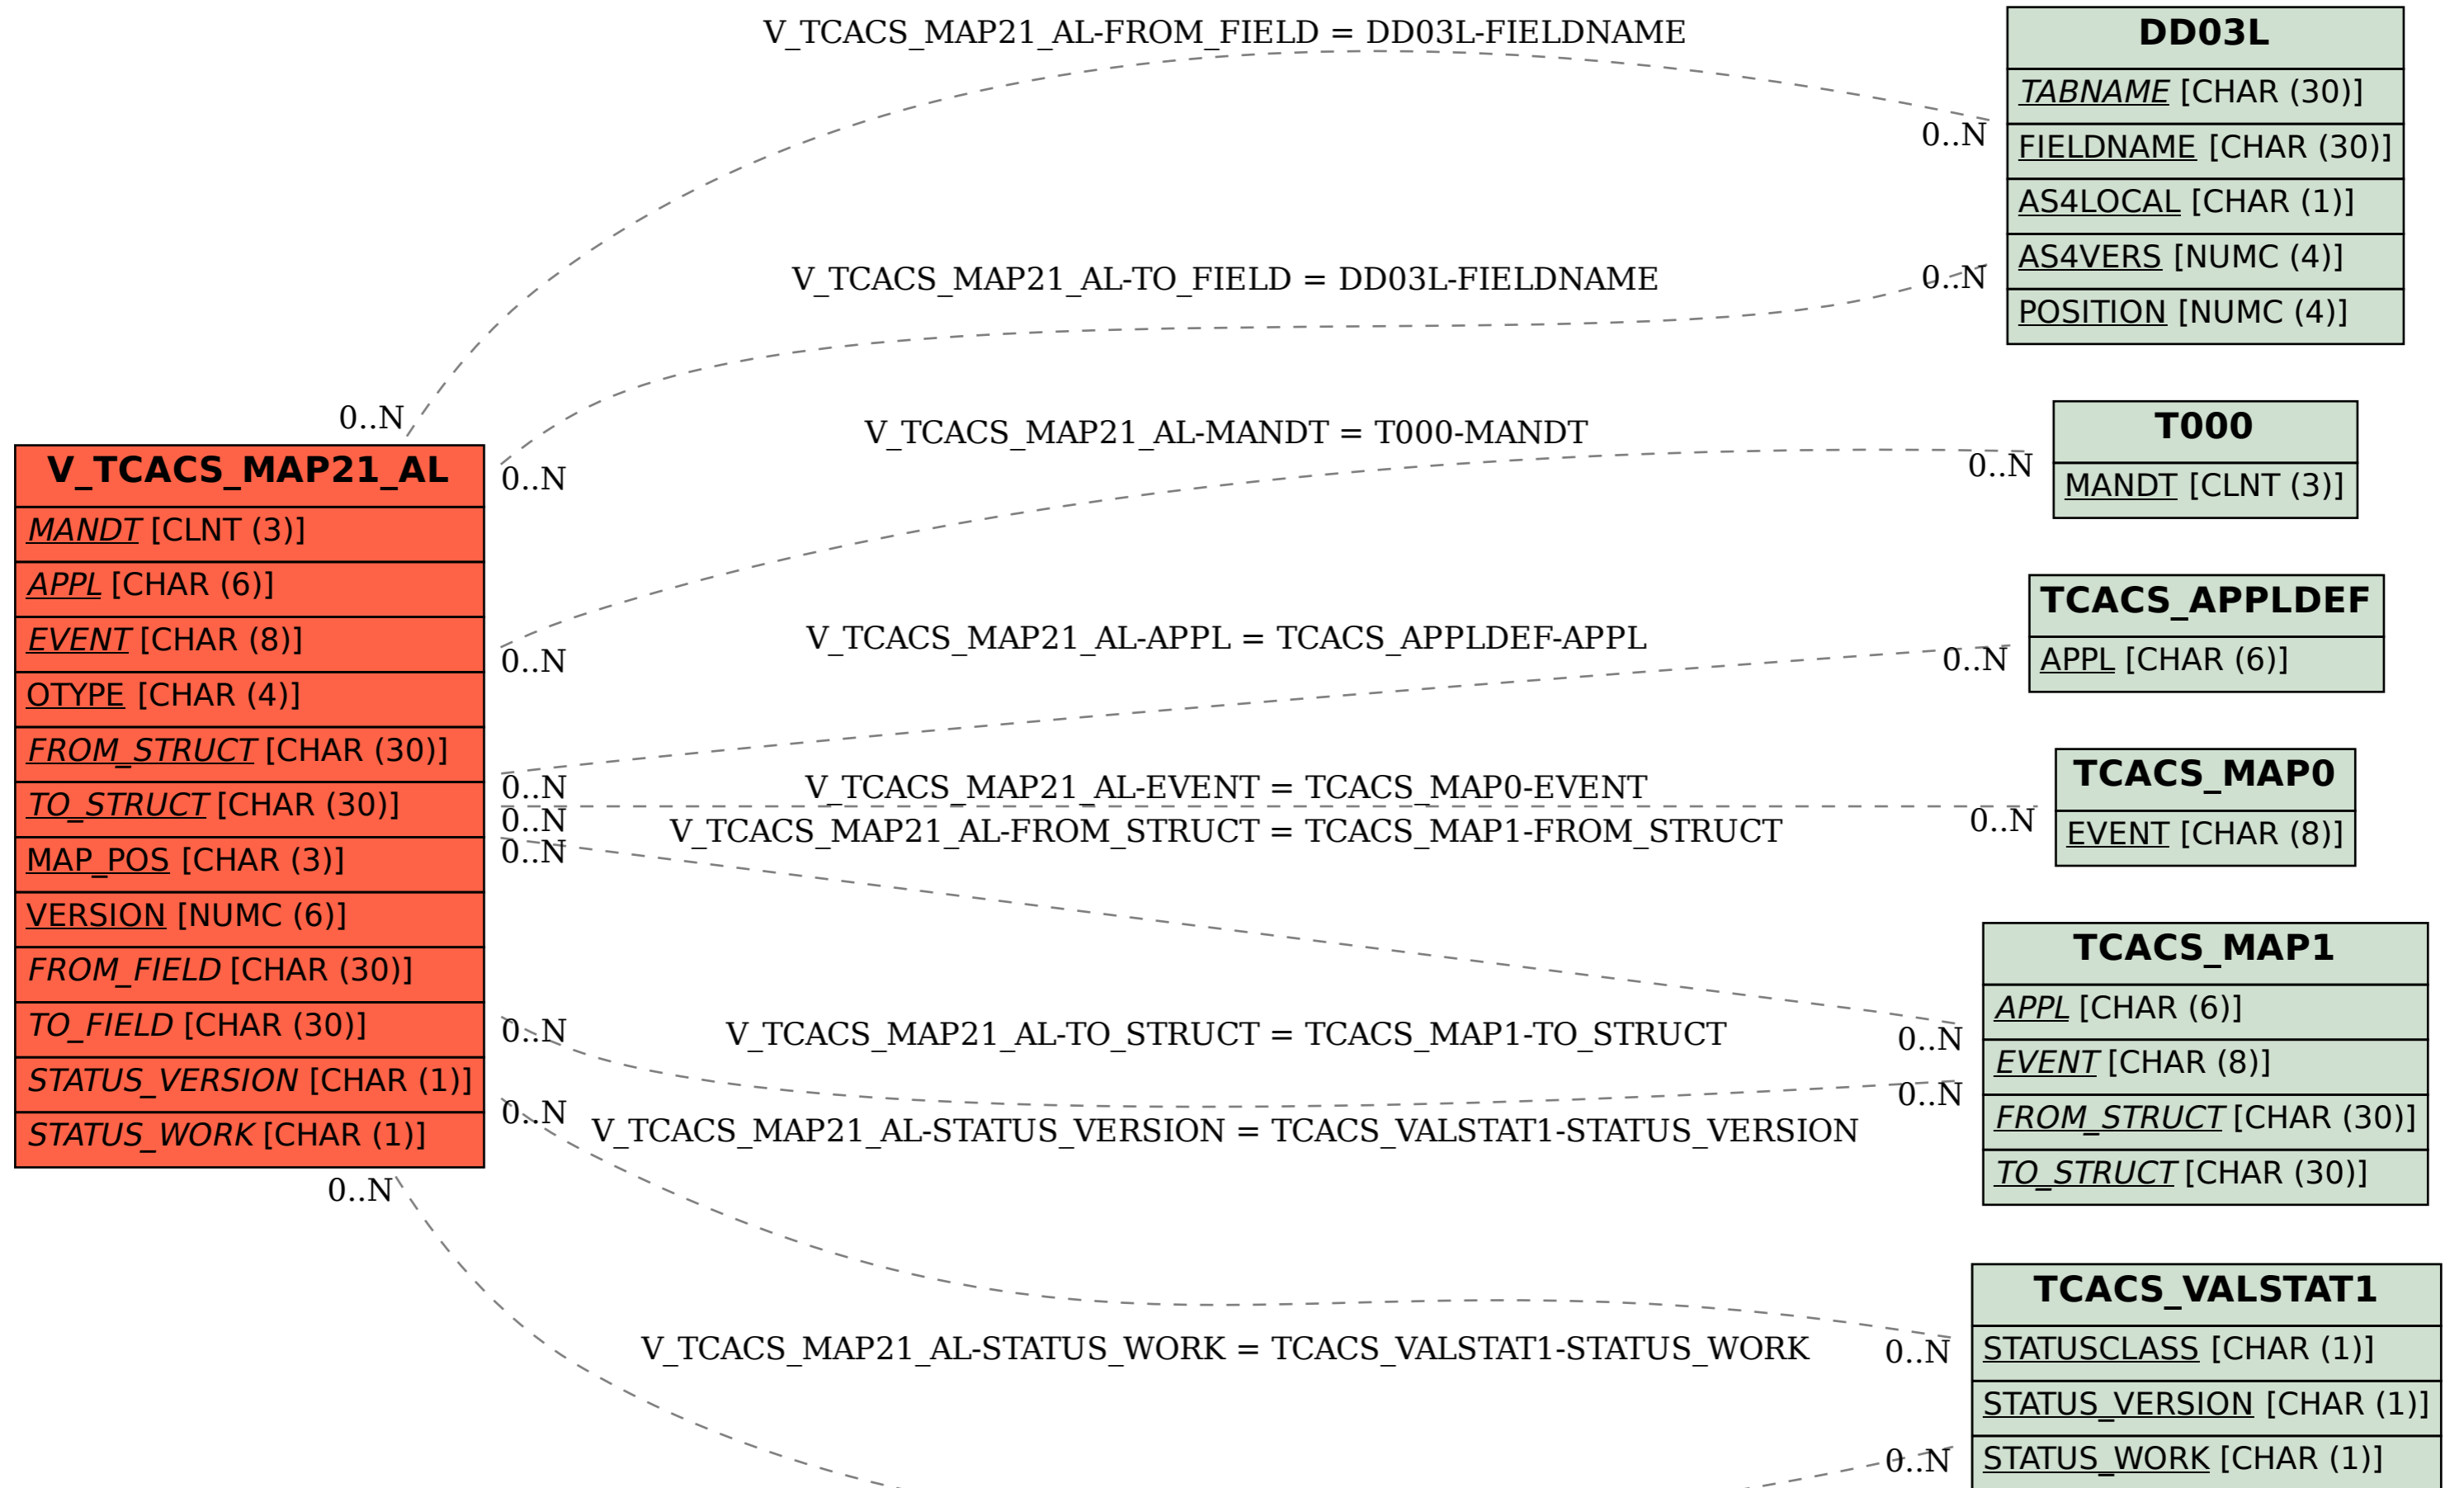 V_TCACS_MAP21_AL-FROM_FIELD = DD03L-FIELDNAME
V_TCACS_MAP21_AL-TO_FIELD = DD03L-FIELDNAME
V_TCACS_MAP21_AL-MANDT = T000-MANDT
V_TCACS_MAP21_AL-APPL = TCACS_APPLDEF-APPL
V_TCACS_MAP21_AL-EVENT = TCACS_MAP0-EVENT
V_TCACS_MAP21_AL-FROM_STRUCT = TCACS_MAP1-FROM_STRUCT
V_TCACS_MAP21_AL-TO_STRUCT = TCACS_MAP1-TO_STRUCT
V_TCACS_MAP21_AL-STATUS_VERSION = TCACS_VALSTAT1-STATUS_VERSION
V_TCACS_MAP21_AL-STATUS_WORK = TCACS_VALSTAT1-STATUS_WORK
0..N
0..N
0..N
0..N
0..N
0..N
0..N
0..N
0..N
V_TCACS_MAP21_AL
MANDT [CLNT (3)]
APPL [CHAR (6)]
EVENT [CHAR (8)]
OTYPE [CHAR (4)]
FROM_STRUCT [CHAR (30)]
TO_STRUCT [CHAR (30)]
MAP_POS [CHAR (3)]
VERSION [NUMC (6)]
FROM_FIELD [CHAR (30)]
TO_FIELD [CHAR (30)]
STATUS_VERSION [CHAR (1)]
STATUS_WORK [CHAR (1)]
0..N
0..N
0..N
0..N
0..N
0..N
0..N
0..N
0..N
DD03L
TABNAME [CHAR (30)]
FIELDNAME [CHAR (30)]
AS4LOCAL [CHAR (1)]
AS4VERS [NUMC (4)]
POSITION [NUMC (4)]
T000
MANDT [CLNT (3)]
TCACS_APPLDEF
APPL [CHAR (6)]
TCACS_MAP0
EVENT [CHAR (8)]
TCACS_MAP1
APPL [CHAR (6)]
EVENT [CHAR (8)]
FROM_STRUCT [CHAR (30)]
TO_STRUCT [CHAR (30)]
TCACS_VALSTAT1
STATUSCLASS [CHAR (1)]
STATUS_VERSION [CHAR (1)]
STATUS_WORK [CHAR (1)]